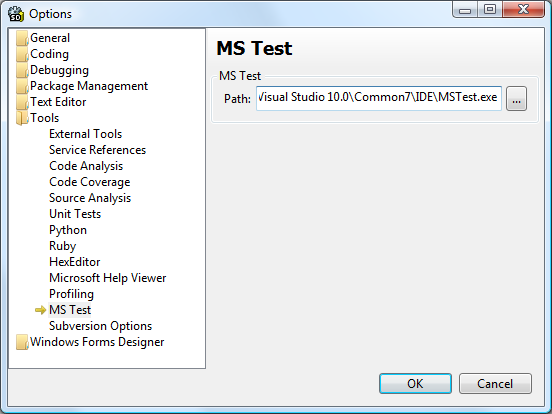 Options
General
Coding
Debugging
Package Management
Text Editor
Tools
External Tools
Service References
Code Analysis
Code Coverage
Source Analysis
Unit Tests
Python
Ruby
HexEditor
Microsoft Help Viewer
Profiling
MS Test
Subversion Options
Windows Forms Designer
MS Test
MS Test
Path: Visual Studio 10.0\Common7\IDE\MSTest.exe ...
OK Cancel